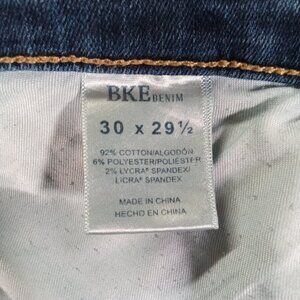 BKE DENIM
30 x 29½
92% COTTON/ALGODÓN
6% POLYESTER/POLIÉSTER
2% LYCRA® SPANDEX/
LICRA® SPANDEX
MADE IN CHINA
HECHO EN CHINA